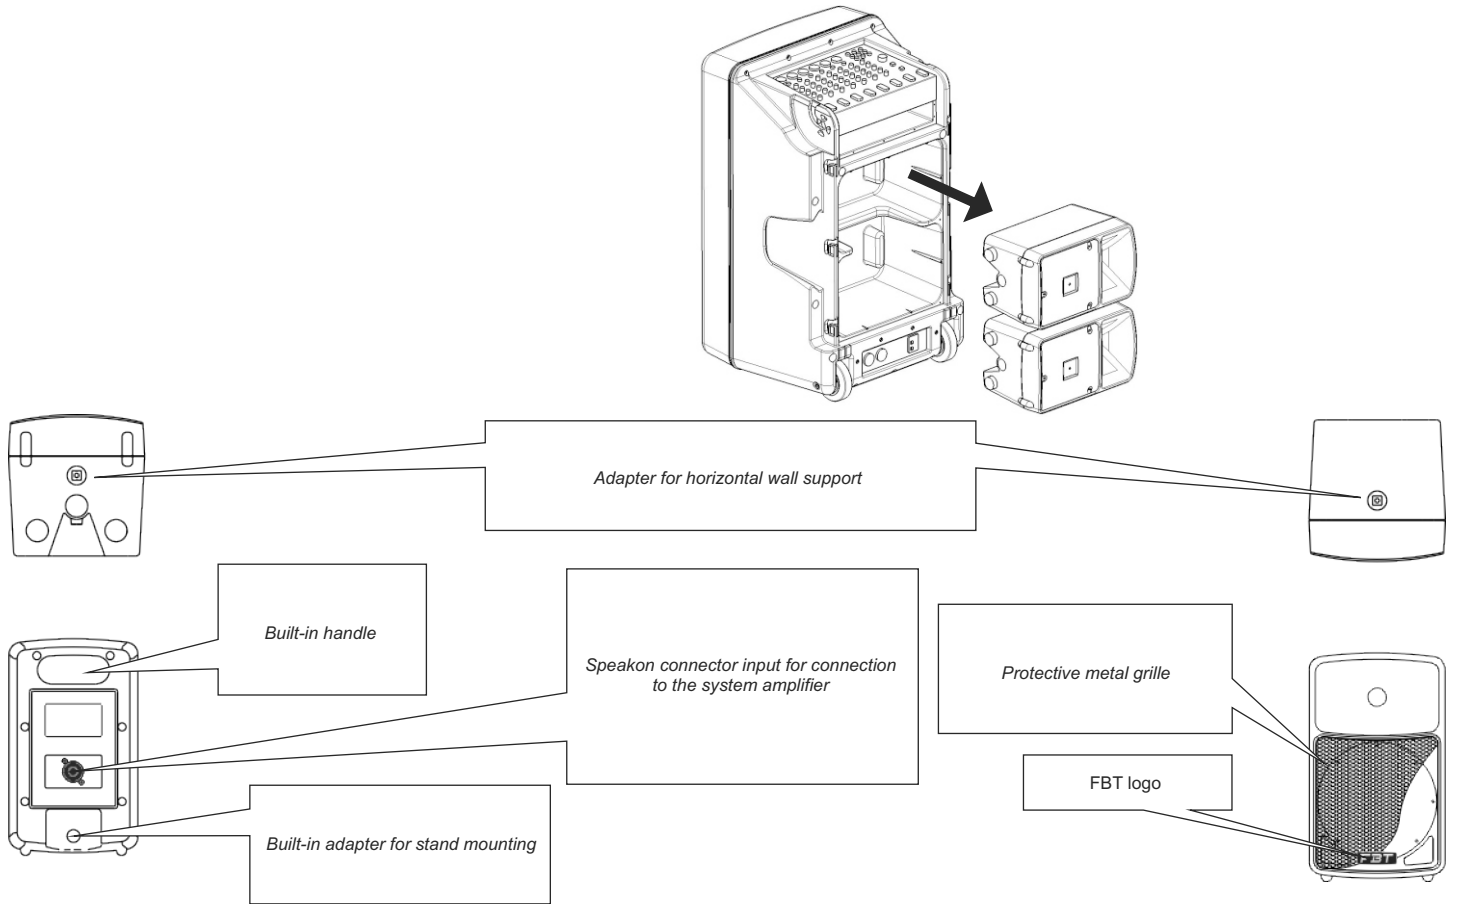 Adapter for horizontal wall support
Built-in handle
Speakon connector input for connection
to the system amplifier
Protective metal grille
FBT logo
Built-in adapter for stand mounting
FBT